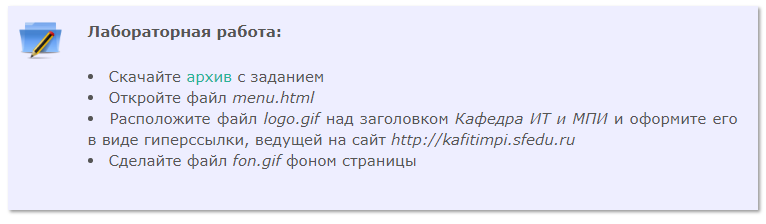 Лабораторная работа:
• Скачайте архив с заданием
• Откройте файл menu.html
• Расположите файл logo.gif над заголовком Кафедра ИТ и МПИ и оформите его
в виде гиперссылки, ведущей на сайт http://kafitimpi.sfedu.ru
• Сделайте файл fon.gif фоном страницы